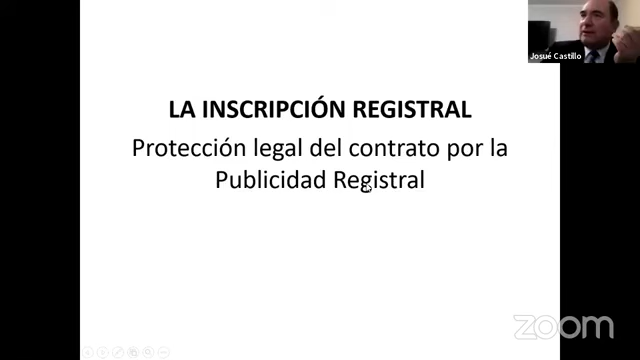 Josué Castillo
LA INSCRIPCIÓN REGISTRAL
Protección legal del contrato por la
Publicidad Registral
zoom